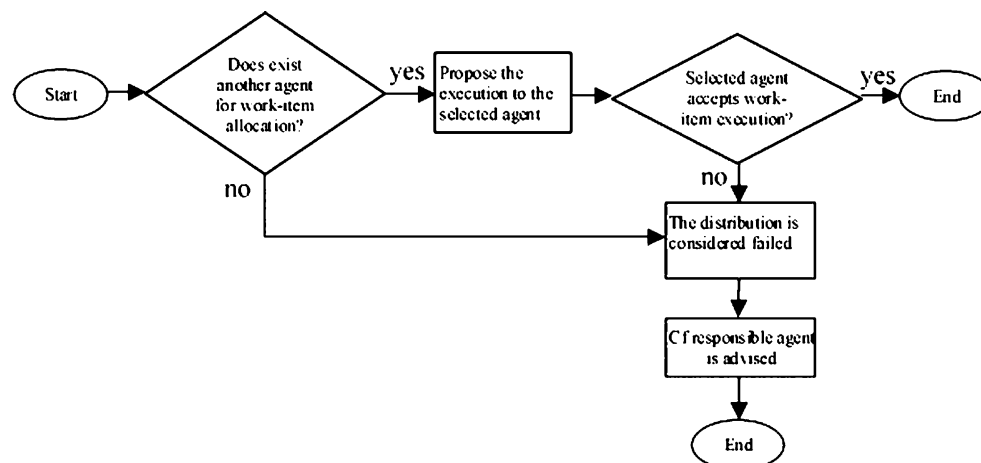 Start
Does exist
another agent
for work-item
allocation?
yes
Propose the
execution to the
selected agent
Selected agent
accepts work-
item execution?
yes
End
no
no
The distribution is
considered failed
Cf responsible agent
is advised
End